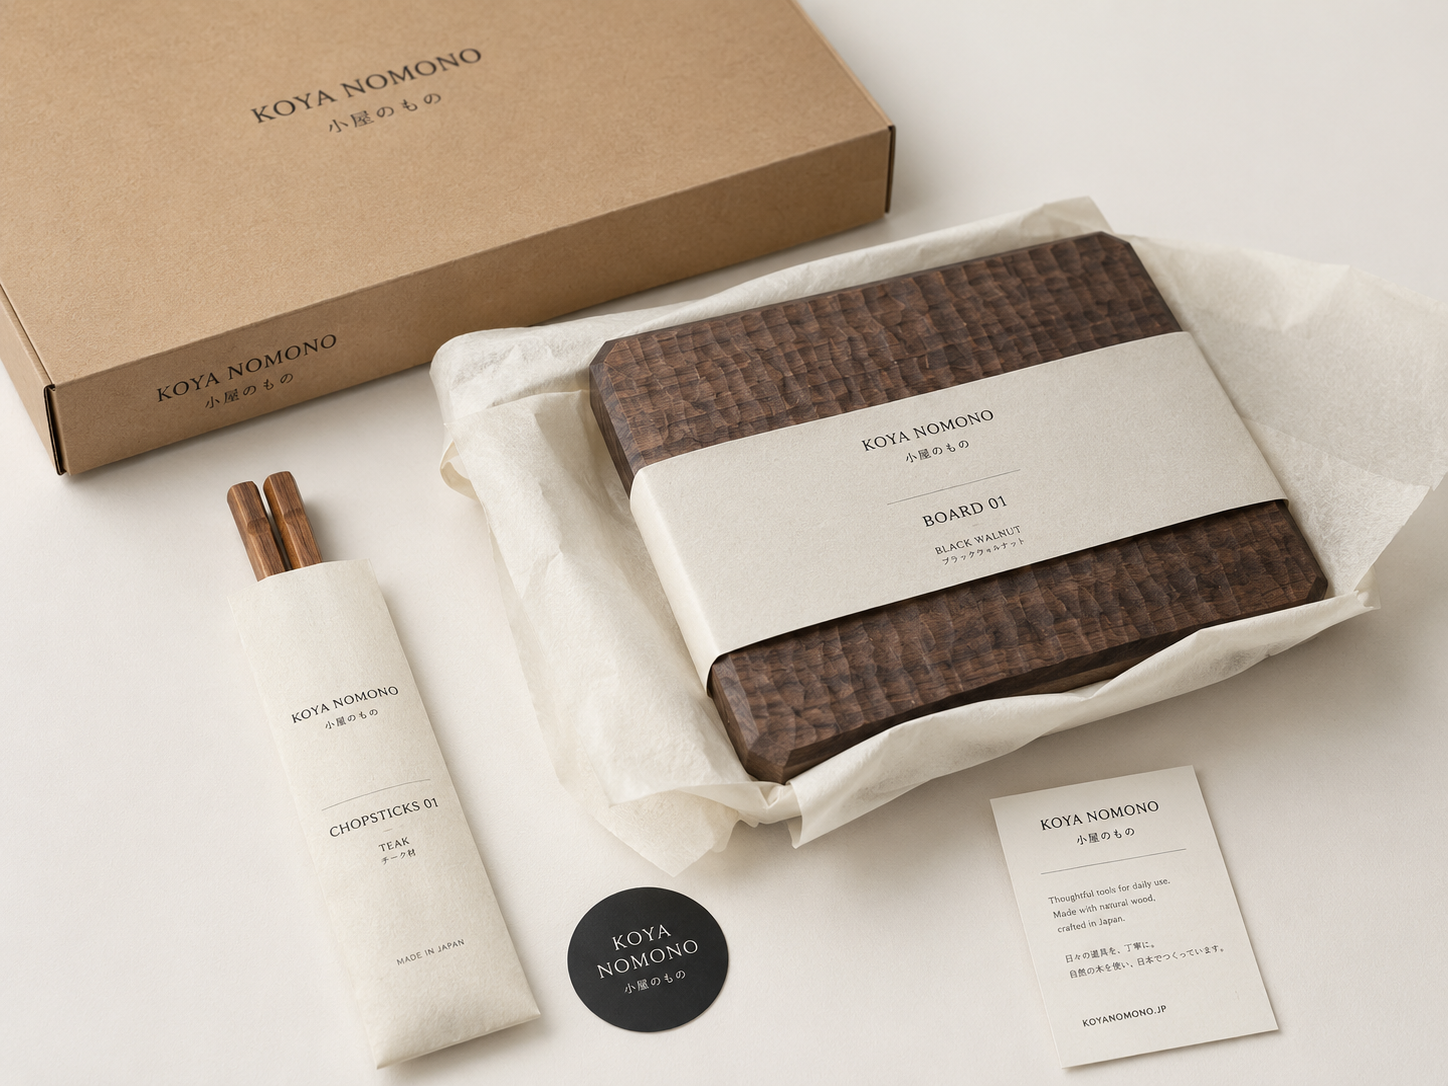 KOYA NOMONO
小屋のもの
KOYA NOMONO
小屋のもの
KOYA NOMONO
小屋のもの
BOARD 01
BLACK WALNUT
ブラックウォルナット
KOYA NOMONO
小屋のもの
CHOPSTICKS 01
TEAK
チーク材
MADE IN JAPAN
KOYA
NOMONO
小屋のもの
KOYA NOMONO
小屋のもの
Thoughtful tools for daily use.
Made with natural wood,
crafted in Japan.
日々の道具を、丁寧に。
自然の木を使い、日本でつくっています。
KOYANOMONO.JP